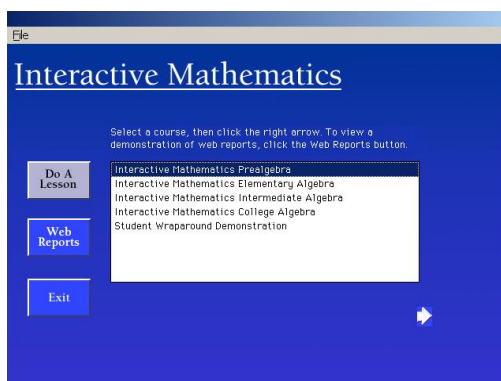 File
Interactive Mathematics
Select a course, then click the right arrow. To view a
demonstration of web reports, click the Web Reports button.
Do A
Lesson
Interactive Mathematics Prealgebra
Interactive Mathematics Elementary Algebra
Interactive Mathematics Intermediate Algebra
Interactive Mathematics College Algebra
Student Wraparound Demonstration
Web
Reports
Exit